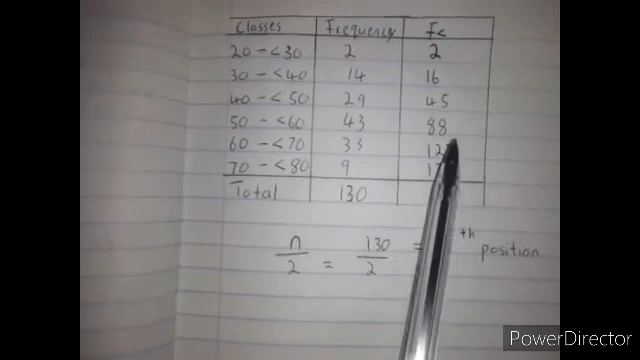 Classes Frequency F<
20 - <30 2 2
30 - <40 14 16
40 - <50 29 45
50 - <60 43 88
60 - <70 33
70 - <80 9
Total 130
n/2 = 130/2 = th position
PowerDirector